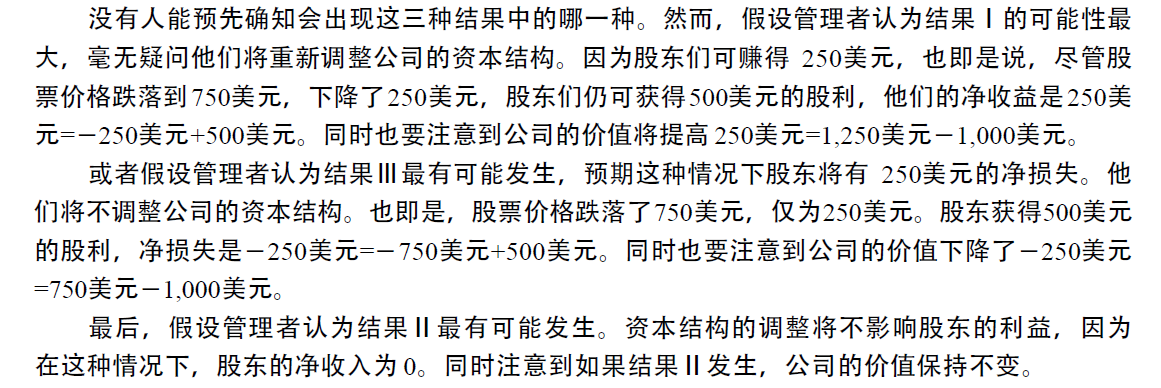 没有人能预先确知会出现这三种结果中的哪一种。然而，假设管理者认为结果Ⅰ的可能性最
大，毫无疑问他们将重新调整公司的资本结构。因为股东们可赚得 250美元，也即是说，尽管股
票价格跌落到750美元，下降了250美元，股东们仍可获得500美元的股利，他们的净收益是250美
元=－250美元+500美元。同时也要注意到公司的价值将提高250美元=1,250美元－1,000美元。
或者假设管理者认为结果Ⅲ最有可能发生，预期这种情况下股东将有 250美元的净损失。他
们将不调整公司的资本结构。也即是，股票价格跌落了750美元，仅为250美元。股东获得500美元
的股利，净损失是－250美元=－750美元+500美元。同时也要注意到公司的价值下降了－250美元
=750美元－1,000美元。
最后，假设管理者认为结果Ⅱ最有可能发生。资本结构的调整将不影响股东的利益，因为
在这种情况下，股东的净收入为0。同时注意到如果结果Ⅱ发生，公司的价值保持不变。